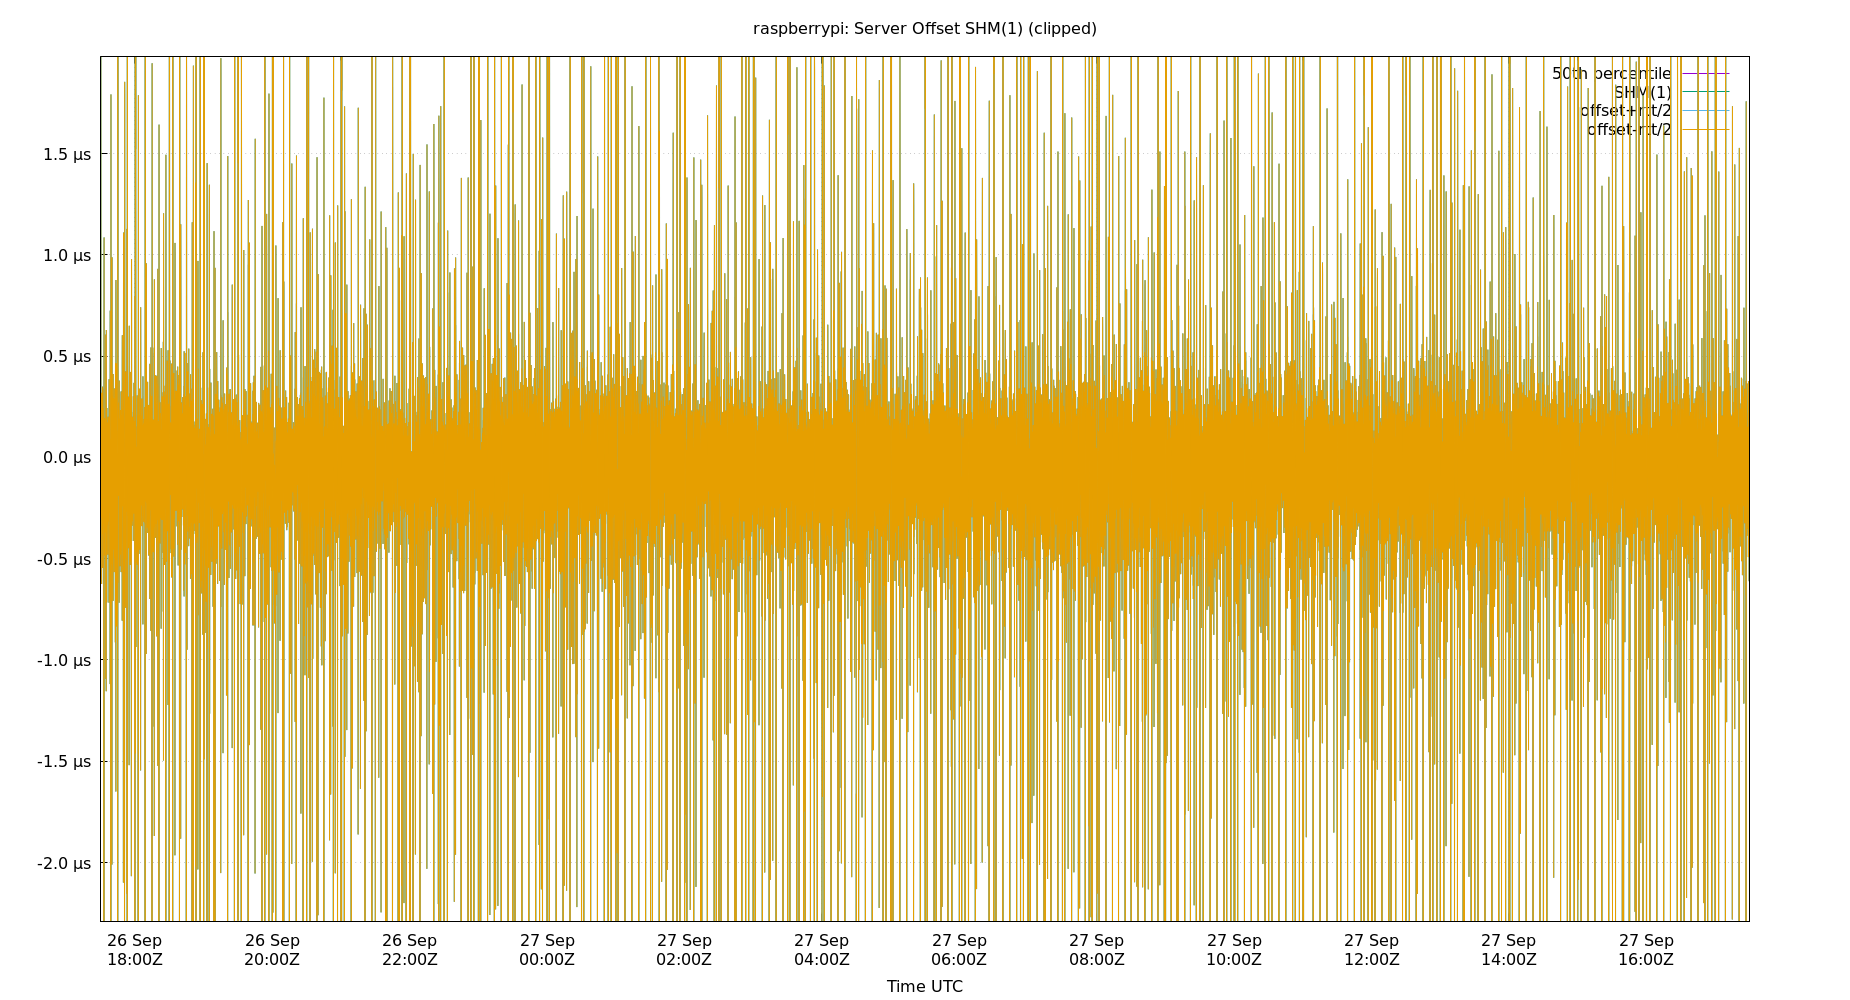 raspberrypi: Server Offset SHM(1) (clipped)
50th percentile
SHM(1)
offset+rtt/2
offset-rtt/2
1.5 µs
1.0 µs
0.5 µs
0.0 µs
-0.5 µs
-1.0 µs
-1.5 µs
-2.0 µs
26 Sep 26 Sep 26 Sep 27 Sep 27 Sep 27 Sep 27 Sep 27 Sep 27 Sep 27 Sep 27 Sep 27 Sep
18:00Z 20:00Z 22:00Z 00:00Z 02:00Z 04:00Z 06:00Z 08:00Z 10:00Z 12:00Z 14:00Z 16:00Z
Time UTC